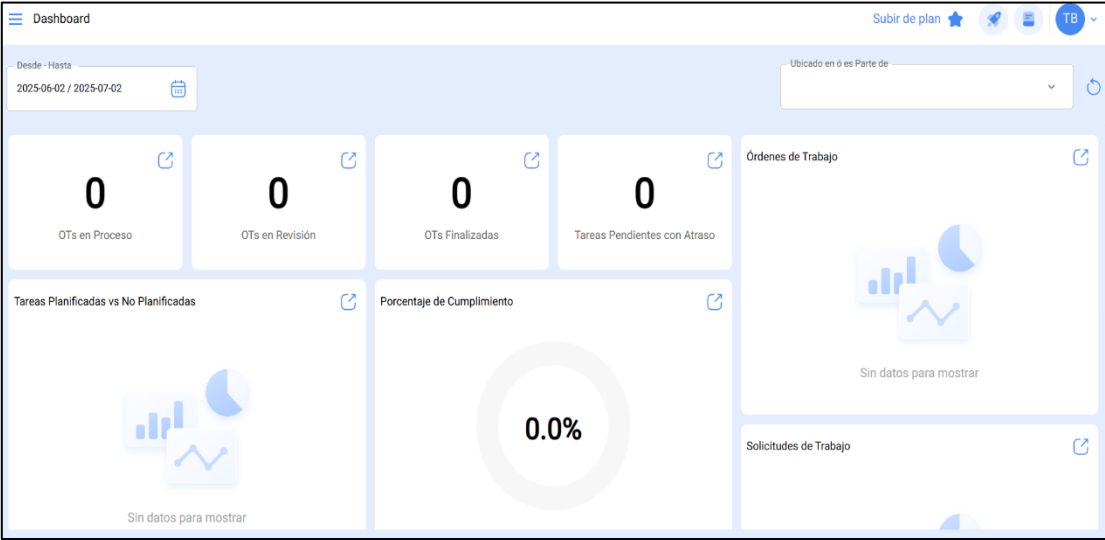 Dashboard
Subir de plan
TB
Desde - Hasta
2025-06-02 / 2025-07-02
Ubicado en ó es Parte de
0
OTs en Proceso
0
OTs en Revisión
0
OTs Finalizadas
0
Tareas Pendientes con Atraso
Órdenes de Trabajo
Sin datos para mostrar
Tareas Planificadas vs No Planificadas
Sin datos para mostrar
Porcentaje de Cumplimiento
0.0%
Solicitudes de Trabajo